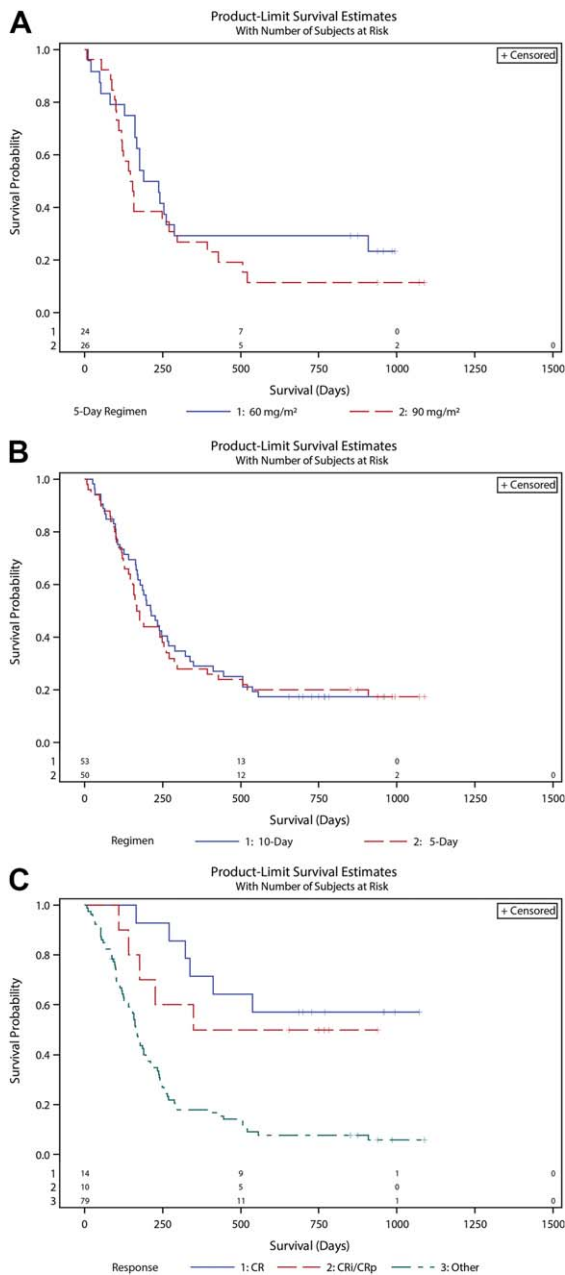 A
Product-Limit Survival Estimates
With Number of Subjects at Risk
+ Censored
Survival Probability
1.0
0.8
0.6
0.4
0.2
0.0
1 24 7 0
2 26 5 2 0
0 250 500 750 1000 1250 1500
Survival (Days)
5-Day Regimen 1: 60 mg/m² 2: 90 mg/m²
B
Product-Limit Survival Estimates
With Number of Subjects at Risk
+ Censored
Survival Probability
1.0
0.8
0.6
0.4
0.2
0.0
1 53 13 0
2 50 12 2 0
0 250 500 750 1000 1250 1500
Survival (Days)
Regimen 1: 10-Day 2: 5-Day
C
Product-Limit Survival Estimates
With Number of Subjects at Risk
+ Censored
Survival Probability
1.0
0.8
0.6
0.4
0.2
0.0
1 14 9 1 0
2 10 5 0
3 79 11 1 0
0 250 500 750 1000 1250 1500
Survival (Days)
Response 1: CR 2: CRi/CRp 3: Other